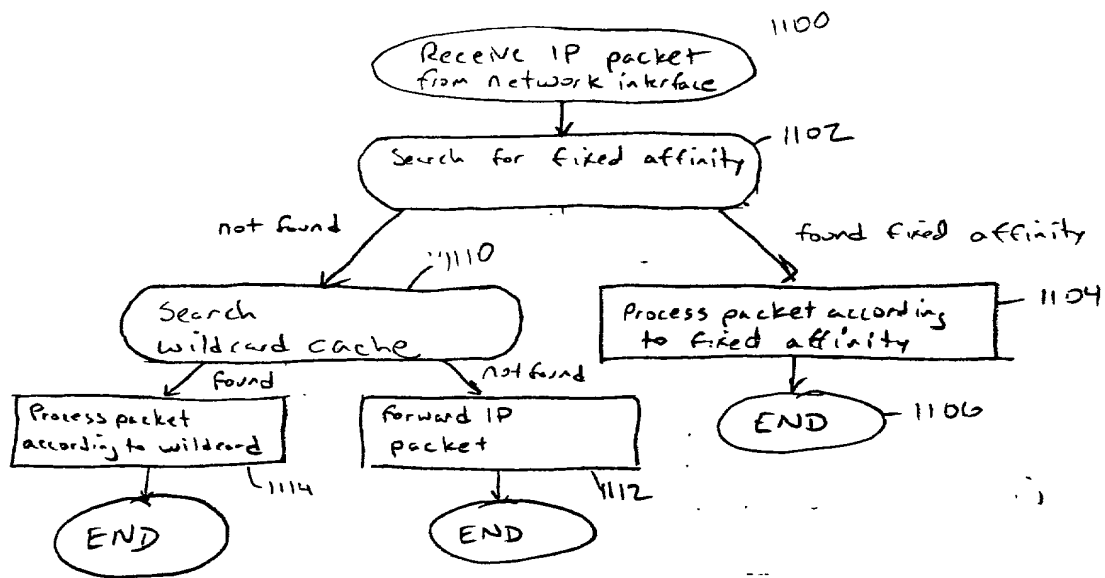 1100
Receive IP packet
from network interface
1102
Search for fixed affinity
not found
found fixed affinity
1110
Search
wildcard cache
1104
Process packet according
to fixed affinity
found
not found
Process packet
according to wildcard
Forward IP
packet
END
1106
1114
1112
END
END